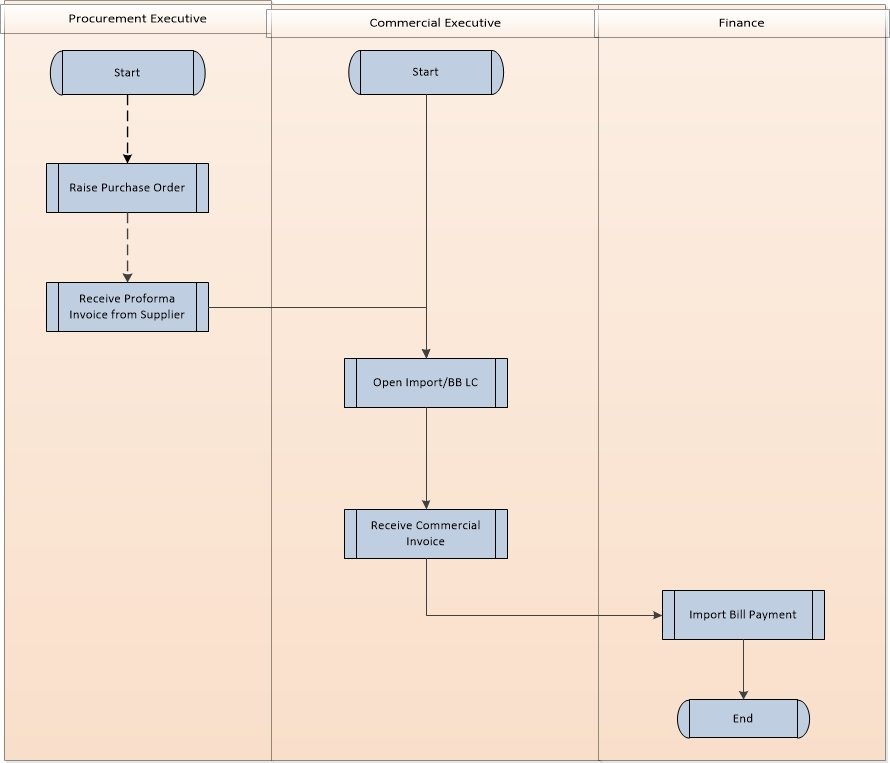 Procurement Executive
Commercial Executive
Finance
Start
Start
Raise Purchase Order
Receive Proforma
Invoice from Supplier
Open Import/BB LC
Receive Commercial
Invoice
Import Bill Payment
End